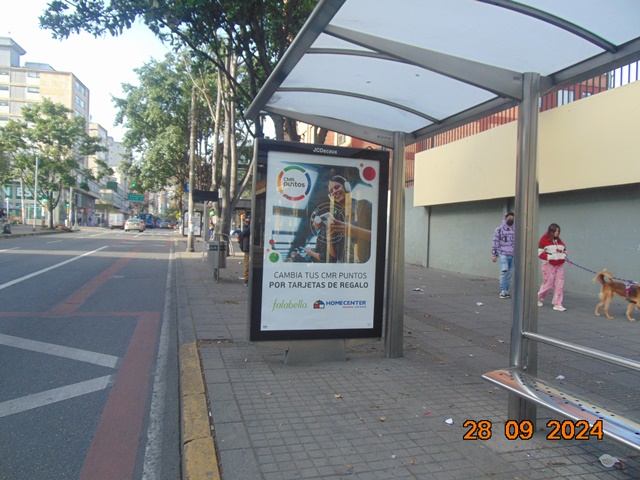 JCDecaux
CMR
puntos
CAMBIA TUS CMR PUNTOS
POR TARJETAS DE REGALO
falabella
HOMECENTER
28 09 2024